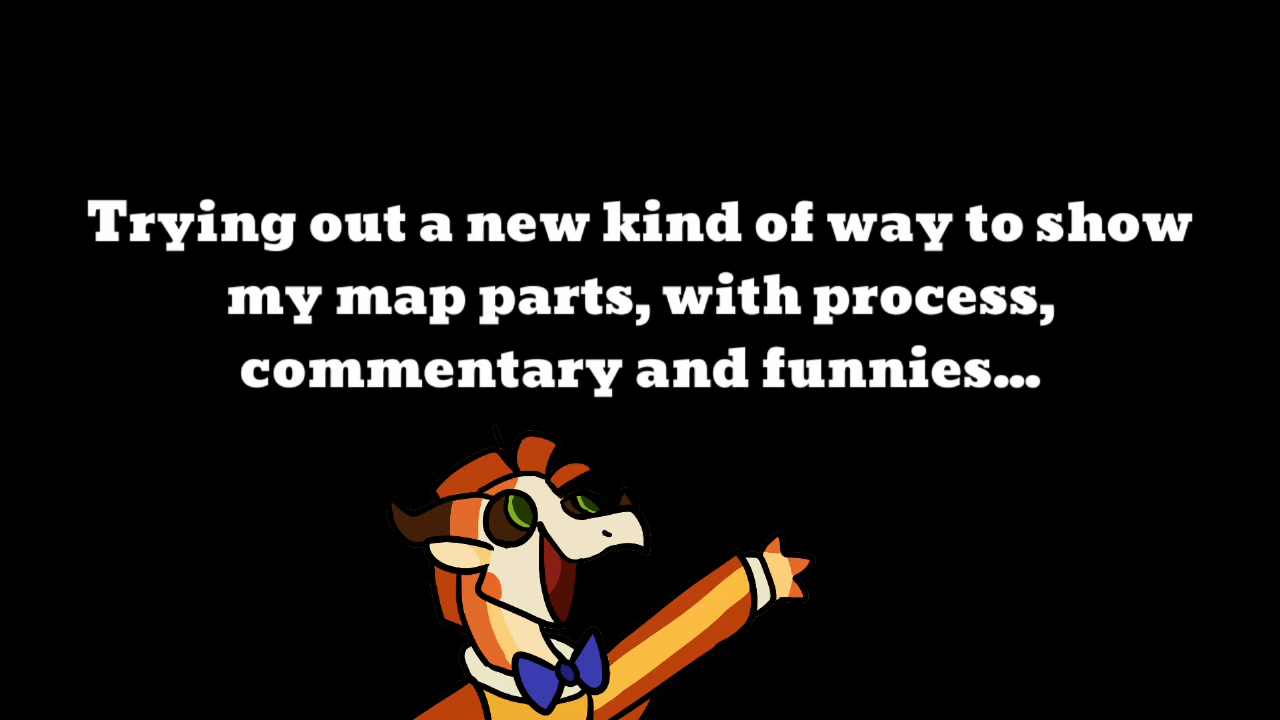 Trying out a new kind of way to show
my map parts, with process,
commentary and funnies...